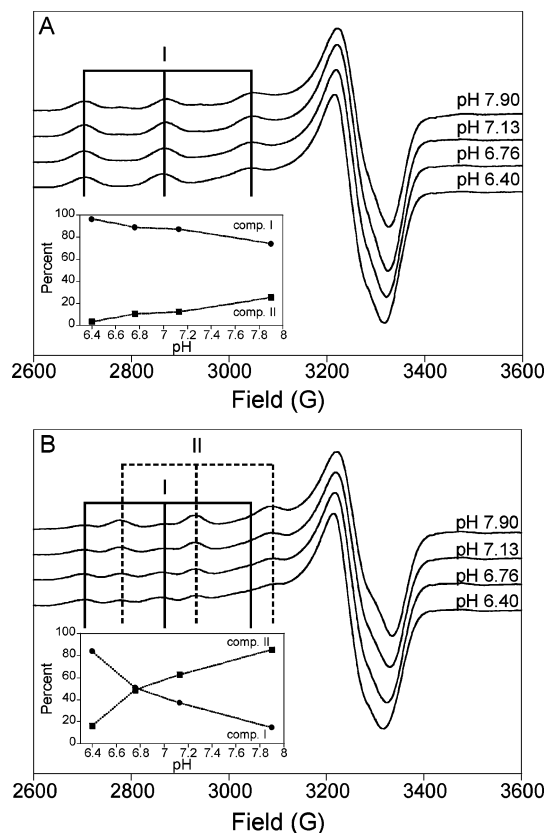 A
I
pH 7.90
pH 7.13
pH 6.76
pH 6.40
100
80
60
40
20
0
Percent
comp. I
comp. II
6.4 6.6 6.8 7 7.2 7.4 7.6 7.8 8
pH
2600 2800 3000 3200 3400 3600
Field (G)
B
II
I
pH 7.90
pH 7.13
pH 6.76
pH 6.40
100
80
60
40
20
0
Percent
comp. II
comp. I
6.4 6.6 6.8 7 7.2 7.4 7.6 7.8 8
pH
2600 2800 3000 3200 3400 3600
Field (G)